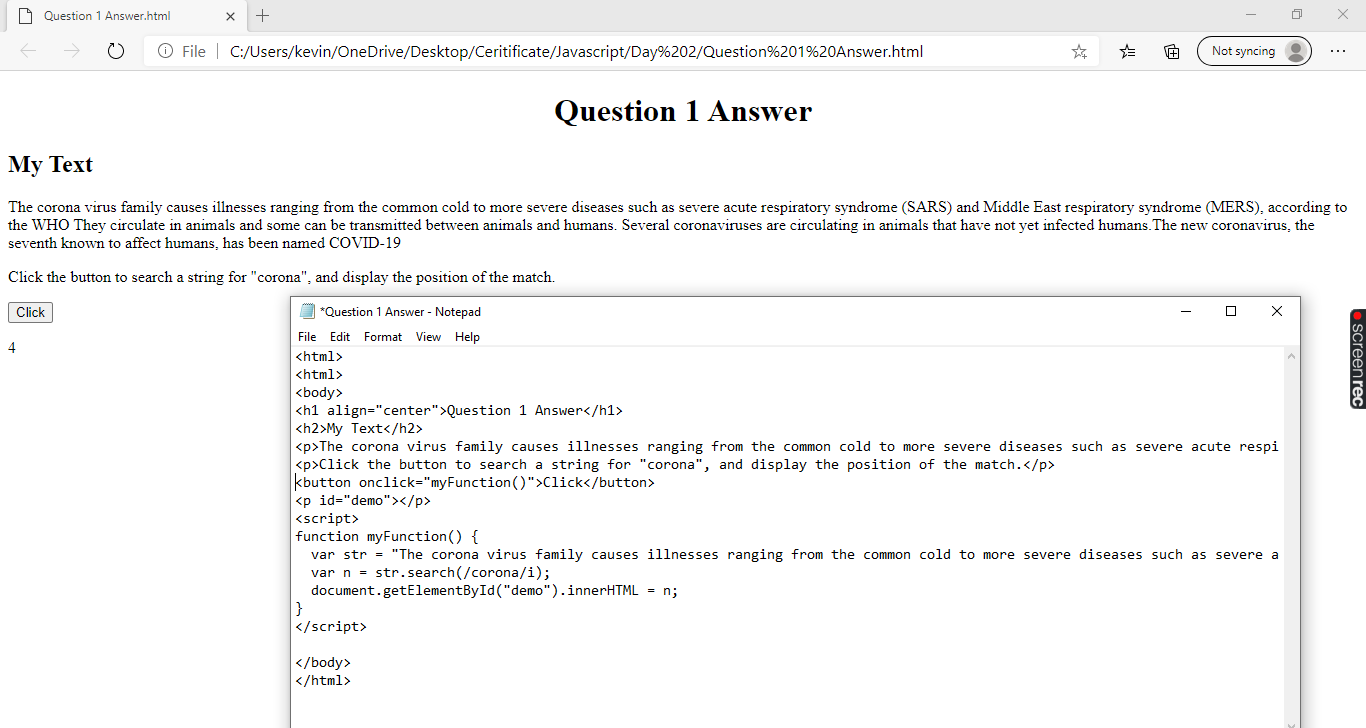 Question 1 Answer.html
File
C:/Users/kevin/OneDrive/Desktop/Ceritificate/Javascript/Day%202/Question%201%20Answer.html
Not syncing
Question 1 Answer
My Text
The corona virus family causes illnesses ranging from the common cold to more severe diseases such as severe acute respiratory syndrome (SARS) and Middle East respiratory syndrome (MERS), according to
the WHO They circulate in animals and some can be transmitted between animals and humans. Several coronaviruses are circulating in animals that have not yet infected humans.The new coronavirus, the
seventh known to affect humans, has been named COVID-19
Click the button to search a string for "corona", and display the position of the match.
Click
4
*Question 1 Answer - Notepad
File Edit Format View Help
<html>
<html>
<body>
<h1 align="center">Question 1 Answer</h1>
<h2>My Text</h2>
<p>The corona virus family causes illnesses ranging from the common cold to more severe diseases such as severe acute respi
<p>Click the button to search a string for "corona", and display the position of the match.</p>
<button onclick="myFunction()">Click</button>
<p id="demo"></p>
<script>
function myFunction() {
  var str = "The corona virus family causes illnesses ranging from the common cold to more severe diseases such as severe a
  var n = str.search(/corona/i);
  document.getElementById("demo").innerHTML = n;
}
</script>
</body>
</html>
screenrec